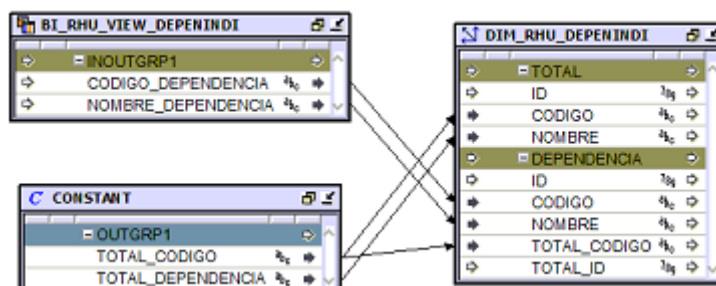 BI_RHU_VIEW_DEPENINDI
INOUTGRP1
CODIGO_DEPENDENCIA
NOMBRE_DEPENDENCIA
C CONSTANT
OUTGRP1
TOTAL_CODIGO
TOTAL_DEPENDENCIA
DIM_RHU_DEPENINDI
TOTAL
ID
CODIGO
NOMBRE
DEPENDENCIA
ID
CODIGO
NOMBRE
TOTAL_CODIGO
TOTAL_ID